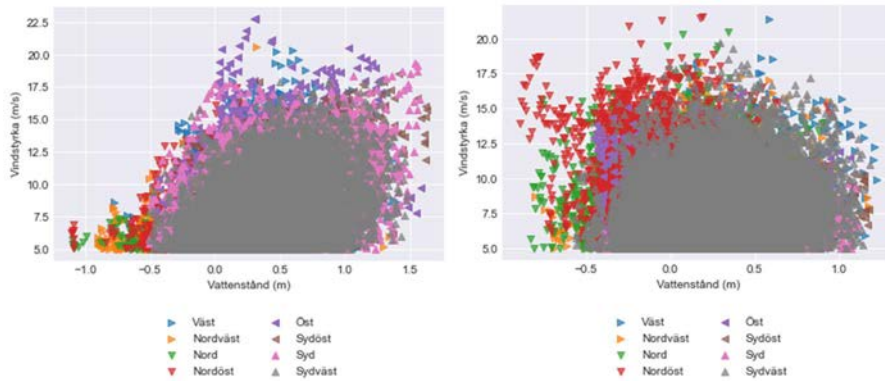 22.5
20.0
17.5
15.0
12.5
10.0
7.5
5.0
Vindstyrka (m/s)
−1.0 −0.5 0.0 0.5 1.0 1.5
Vattenstånd (m)
Väst Öst
Nordväst Sydöst
Nord Syd
Nordöst Sydväst
20.0
17.5
15.0
12.5
10.0
7.5
5.0
Vindstyrka (m/s)
−0.5 0.0 0.5 1.0
Vattenstånd (m)
Väst Öst
Nordväst Sydöst
Nord Syd
Nordöst Sydväst